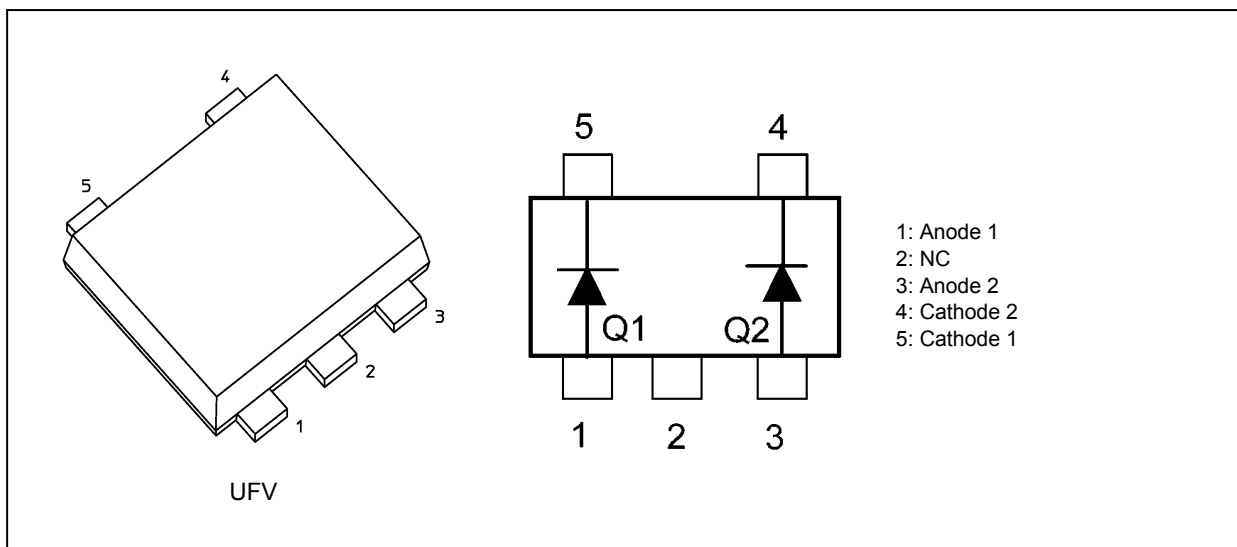 4
5
3
2
1
UFV
5 4
Q1 Q2
1 2 3
1: Anode 1
2: NC
3: Anode 2
4: Cathode 2
5: Cathode 1